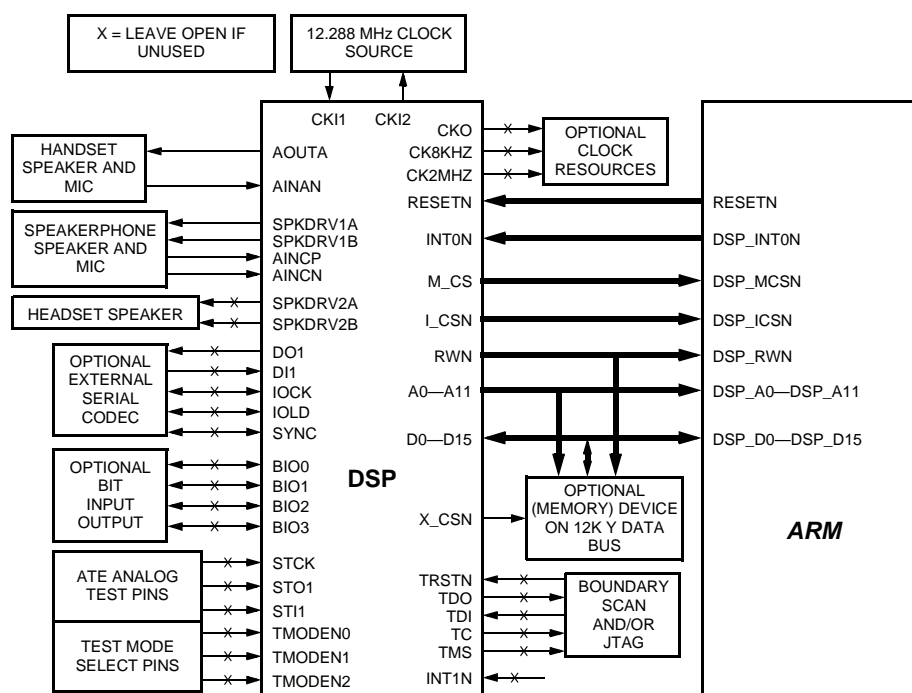 X = LEAVE OPEN IF
UNUSED
12.288 MHz CLOCK
SOURCE
CKI1
CKI2
HANDSET
SPEAKER AND
MIC
AOUTA
AINAN
SPEAKERPHONE
SPEAKER AND
MIC
SPKDRV1A
SPKDRV1B
AINCP
AINCN
HEADSET SPEAKER
SPKDRV2A
SPKDRV2B
OPTIONAL
EXTERNAL
SERIAL
CODEC
DO1
DI1
IOCK
IOLD
SYNC
OPTIONAL
BIT
INPUT
OUTPUT
BIO0
BIO1
BIO2
BIO3
ATE ANALOG
TEST PINS
STCK
STO1
STI1
TEST MODE
SELECT PINS
TMODEN0
TMODEN1
TMODEN2
DSP
CKO
CK8KHZ
CK2MHZ
OPTIONAL
CLOCK
RESOURCES
RESETN
INT0N
M_CS
I_CSN
RWN
A0—A11
D0—D15
X_CSN
OPTIONAL
(MEMORY) DEVICE
ON 12K Y DATA
BUS
TRSTN
TDO
TDI
TC
TMS
INT1N
BOUNDARY
SCAN
AND/OR
JTAG
RESETN
DSP_INT0N
DSP_MCSN
DSP_ICSN
DSP_RWN
DSP_A0—DSP_A11
DSP_D0—DSP_D15
ARM